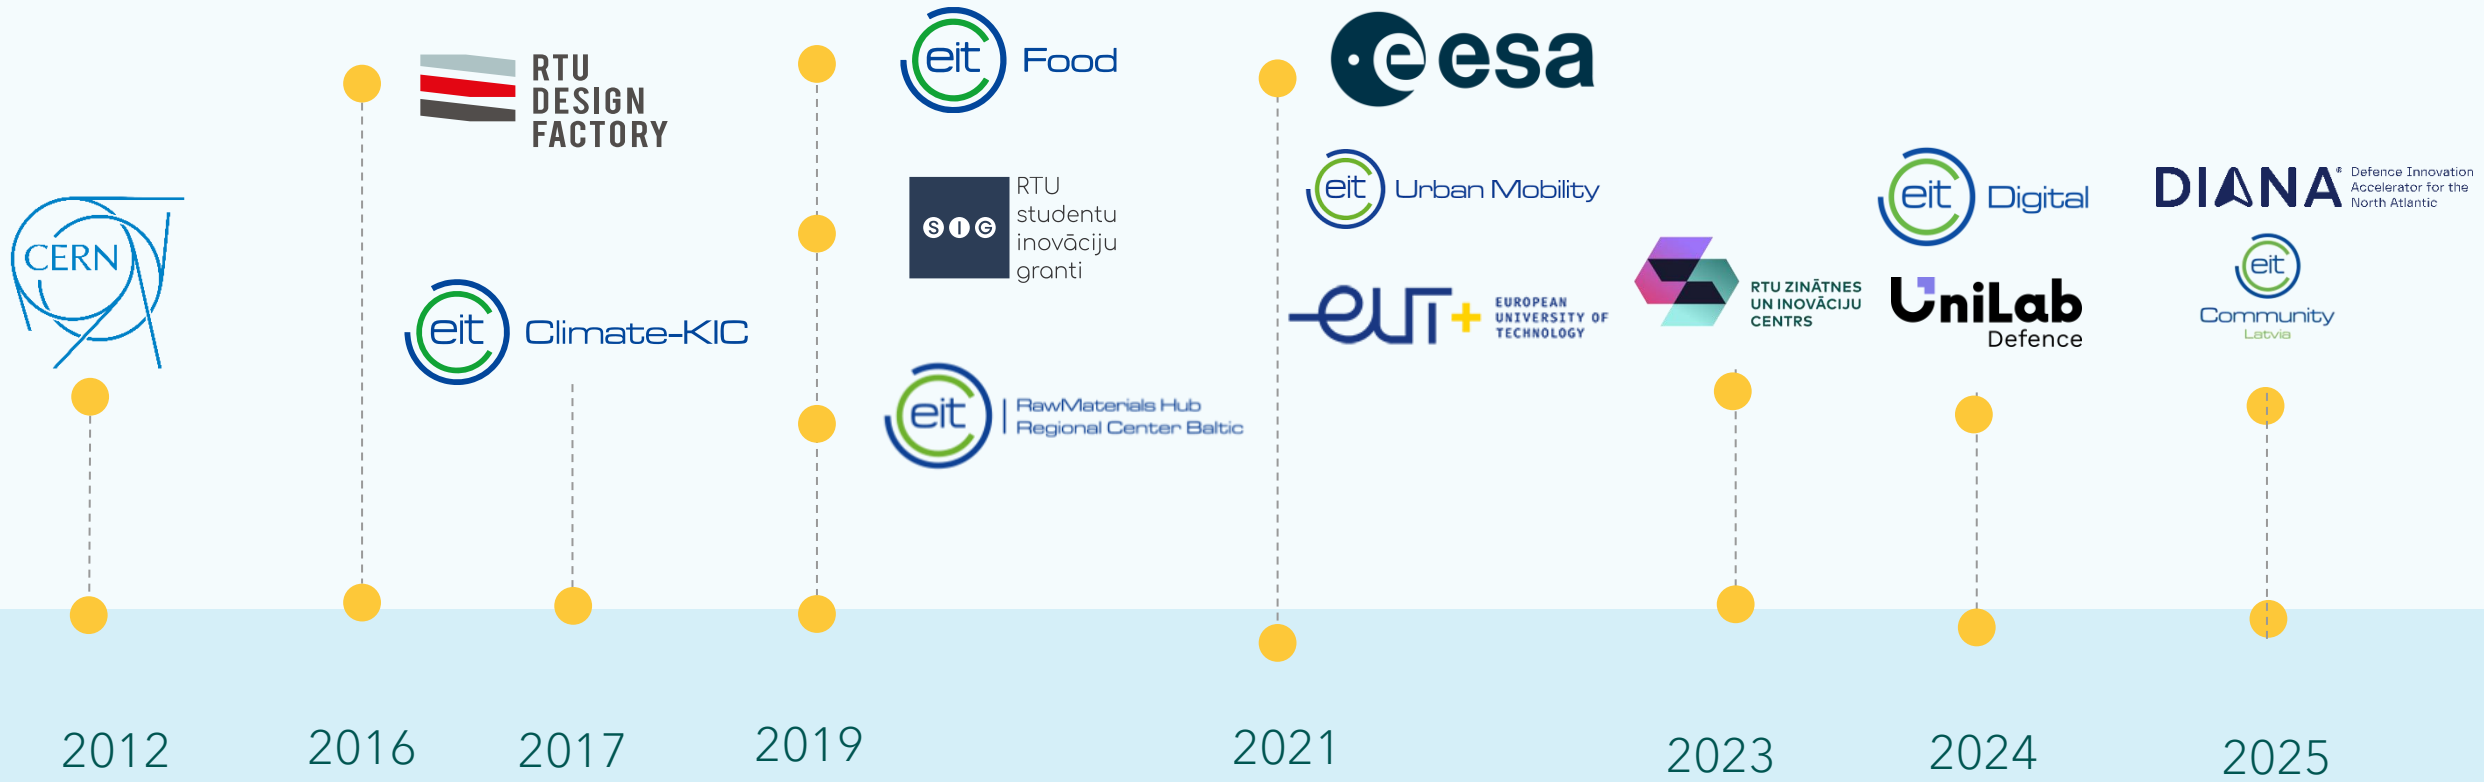 CERN
RTU
DESIGN
FACTORY
eit Climate-KIC
eit Food
SIG
RTU
studentu
inovāciju
granti
eit RawMaterials Hub
Regional Center Baltic
esa
eit Urban Mobility
eut+ EUROPEAN
UNIVERSITY OF
TECHNOLOGY
RTU ZINĀTNES
UN INOVĀCIJU
CENTRS
eit Digital
UniLab
Defence
DIANA® Defence Innovation
Accelerator for the
North Atlantic
eit
Community
Latvia
2012
2016
2017
2019
2021
2023
2024
2025